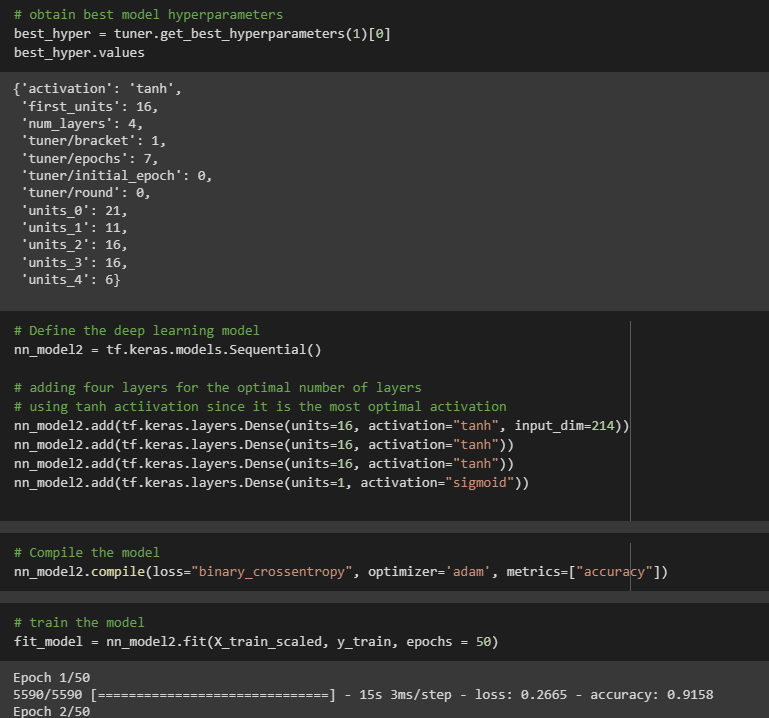 # obtain best model hyperparameters
best_hyper = tuner.get_best_hyperparameters(1)[0]
best_hyper.values
{'activation': 'tanh',
 'first_units': 16,
 'num_layers': 4,
 'tuner/bracket': 1,
 'tuner/epochs': 7,
 'tuner/initial_epoch': 0,
 'tuner/round': 0,
 'units_0': 21,
 'units_1': 11,
 'units_2': 16,
 'units_3': 16,
 'units_4': 6}
# Define the deep learning model
nn_model2 = tf.keras.models.Sequential()
# adding four layers for the optimal number of layers
# using tanh actiivation since it is the most optimal activation
nn_model2.add(tf.keras.layers.Dense(units=16, activation="tanh", input_dim=214))
nn_model2.add(tf.keras.layers.Dense(units=16, activation="tanh"))
nn_model2.add(tf.keras.layers.Dense(units=16, activation="tanh"))
nn_model2.add(tf.keras.layers.Dense(units=1, activation="sigmoid"))
# Compile the model
nn_model2.compile(loss="binary_crossentropy", optimizer='adam', metrics=["accuracy"])
# train the model
fit_model = nn_model2.fit(X_train_scaled, y_train, epochs = 50)
Epoch 1/50
5590/5590 [==============================] - 15s 3ms/step - loss: 0.2665 - accuracy: 0.9158
Epoch 2/50